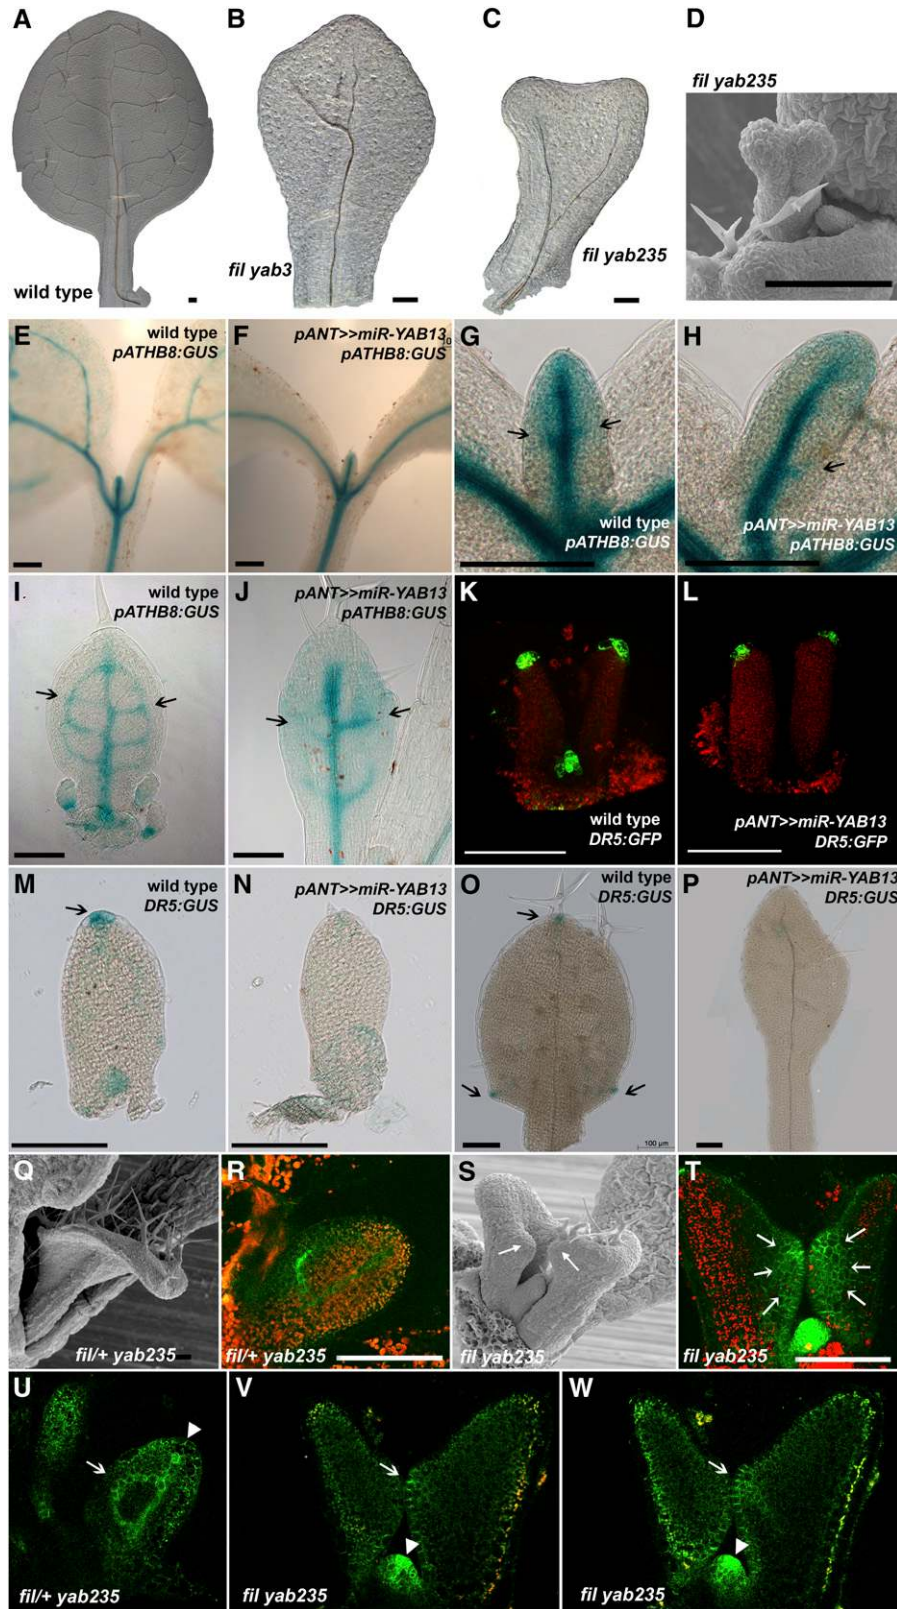 A
B
C
D
fil yab235
wild type
fil yab3
fil yab235
E
wild type
pATHB8:GUS
F
pANT>>miR-YAB13
pATHB8:GUS
G
wild type
pATHB8:GUS
H
pANT>>miR-YAB13
pATHB8:GUS
I
wild type
pATHB8:GUS
J
pANT>>miR-YAB13
pATHB8:GUS
K
wild type
DR5:GFP
L
pANT>>miR-YAB13
DR5:GFP
M
wild type
DR5:GUS
N
pANT>>miR-YAB13
DR5:GUS
O
wild type
DR5:GUS
100 µm
P
pANT>>miR-YAB13
DR5:GUS
Q
fil/+ yab235
R
fil/+ yab235
S
fil yab235
T
fil yab235
U
fil/+ yab235
V
fil yab235
W
fil yab235